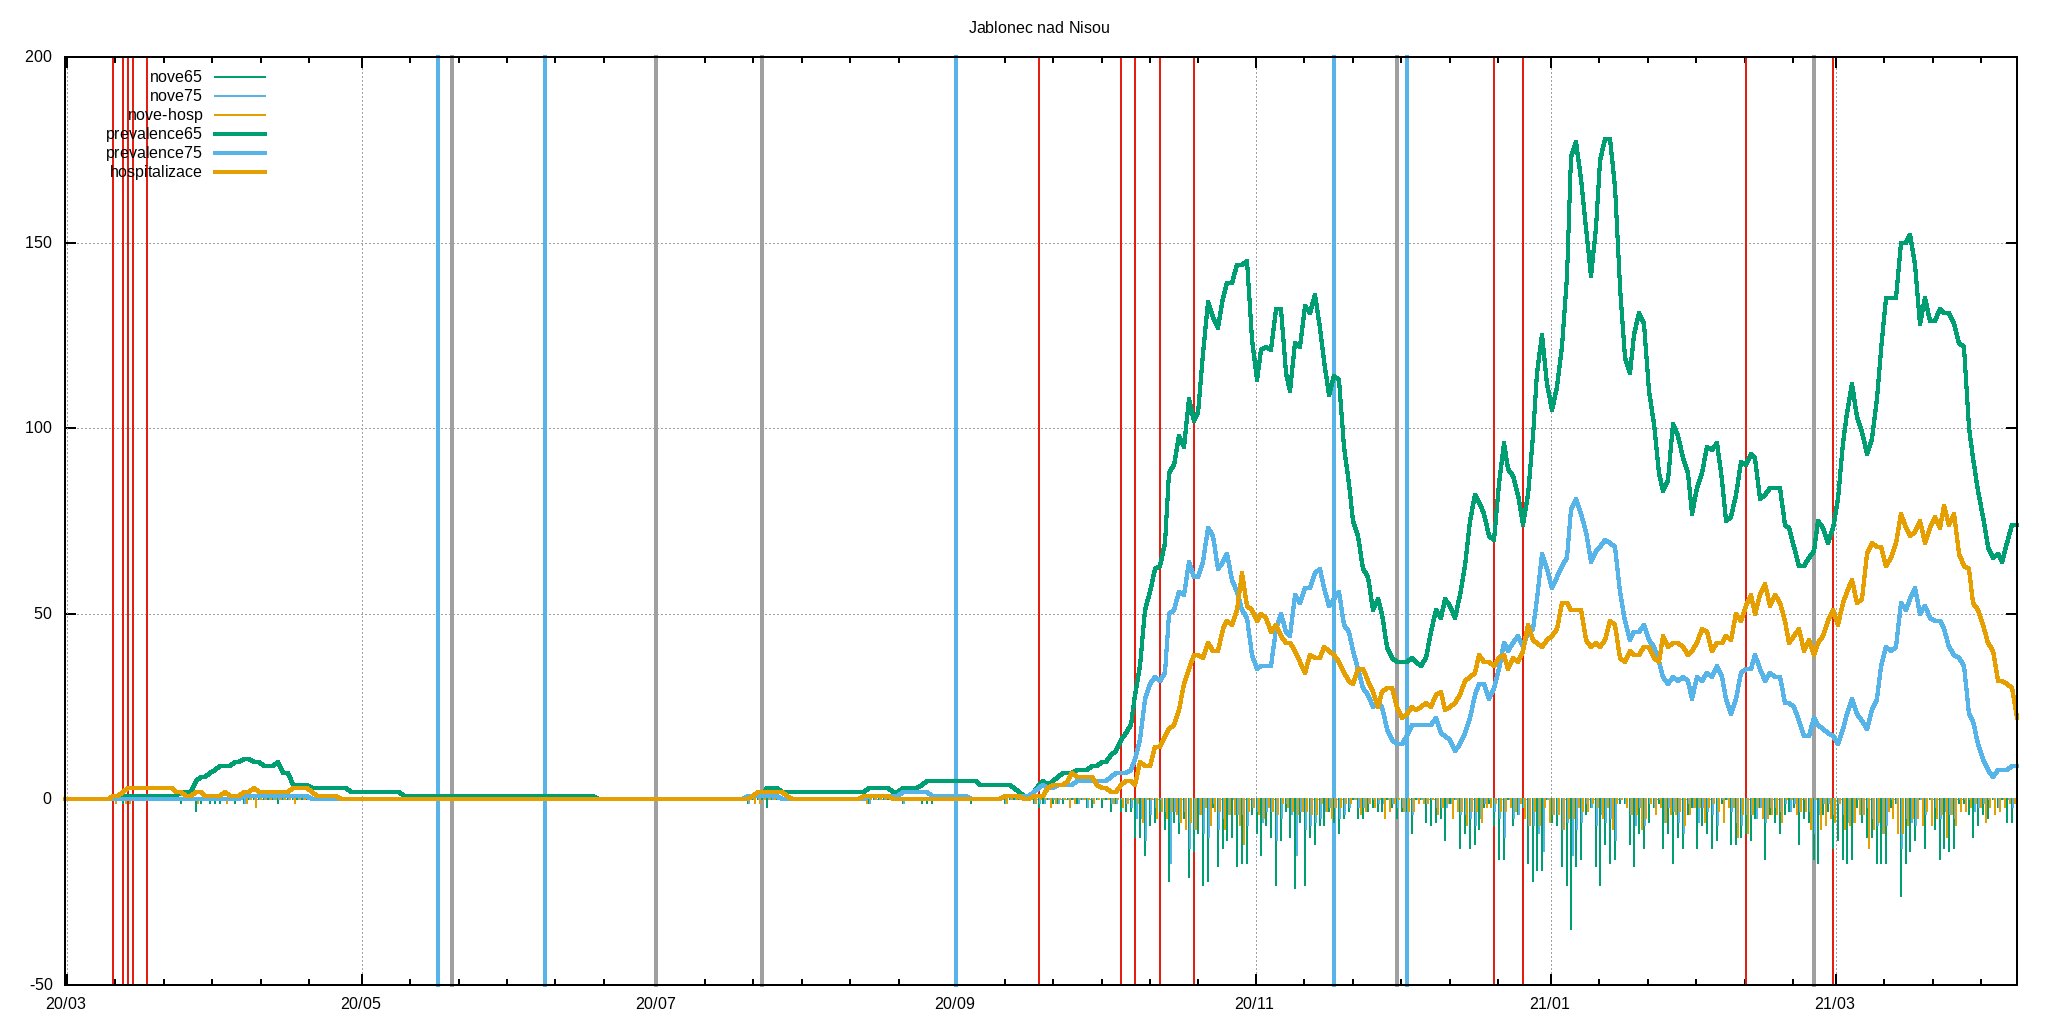 Jablonec nad Nisou
200
nove65
nove75
nove-hosp
prevalence65
prevalence75
hospitalizace
150
100
50
0
-50
20/03 20/05 20/07 20/09 20/11 21/01 21/03